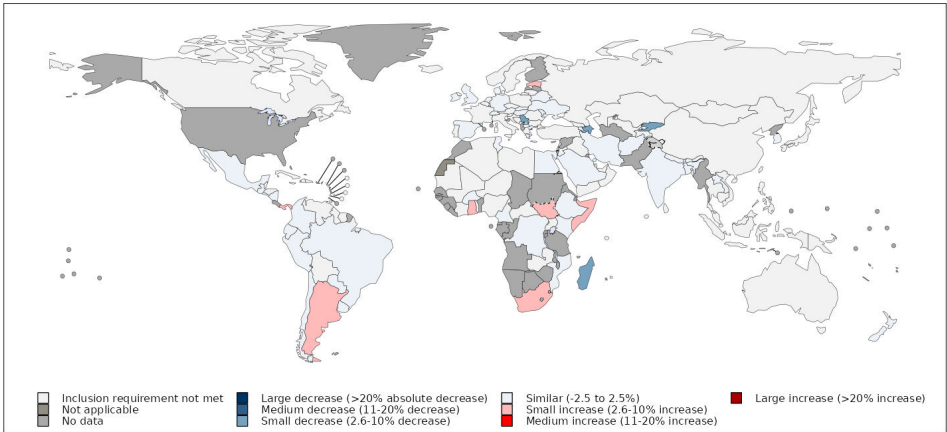 Inclusion requirement not met
Not applicable
No data
Large decrease (>20% absolute decrease)
Medium decrease (11-20% decrease)
Small decrease (2.6-10% decrease)
Similar (-2.5 to 2.5%)
Small increase (2.6-10% increase)
Medium increase (11-20% increase)
Large increase (>20% increase)